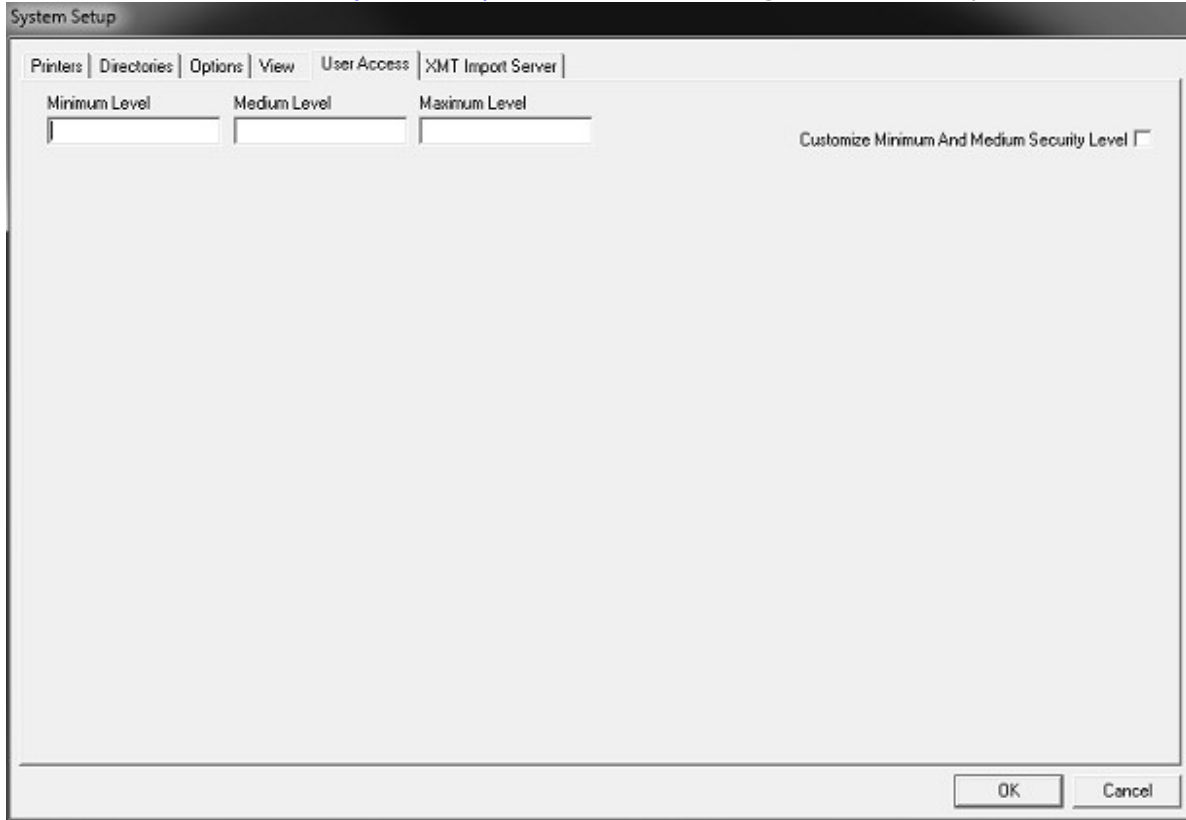 System Setup
Printers Directories Options View User Access XMT Import Server
Minimum Level Medium Level Maximum Level
Customize Minimum And Medium Security Level
OK Cancel